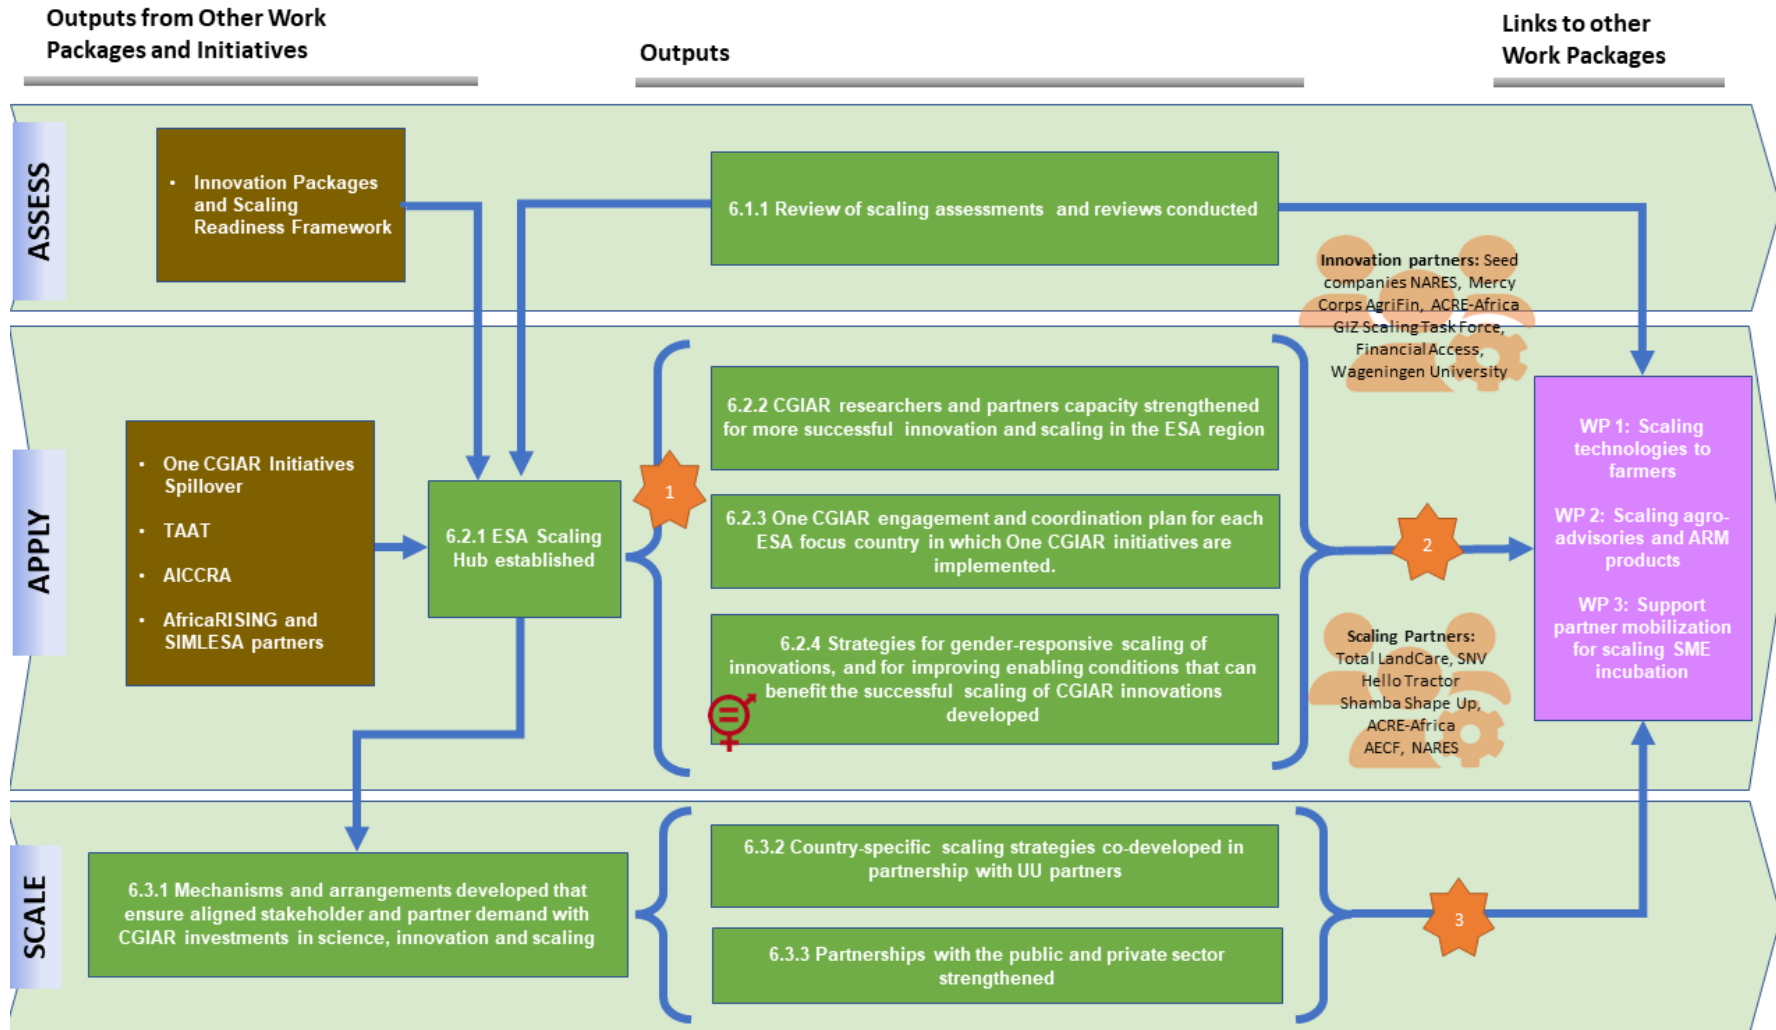 Outputs from Other Work
Packages and Initiatives
Outputs
Links to other
Work Packages
ASSESS
• Innovation Packages
and Scaling
Readiness Framework
6.1.1 Review of scaling assessments and reviews conducted
Innovation partners: Seed
companies NARES, Mercy
Corps AgriFin, ACRE-Africa
GIZ Scaling Task Force,
Financial Access,
Wageningen University
APPLY
• One CGIAR Initiatives
Spillover
• TAAT
• AICCRA
• AfricaRISING and
SIMLESA partners
6.2.1 ESA Scaling
Hub established
1
6.2.2 CGIAR researchers and partners capacity strengthened
for more successful innovation and scaling in the ESA region
6.2.3 One CGIAR engagement and coordination plan for each
ESA focus country in which One CGIAR initiatives are
implemented.
6.2.4 Strategies for gender-responsive scaling of
innovations, and for improving enabling conditions that can
benefit the successful scaling of CGIAR innovations
developed
2
Scaling Partners:
Total LandCare, SNV
Hello Tractor
Shamba Shape Up,
ACRE-Africa
AECF, NARES
WP 1: Scaling
technologies to
farmers
WP 2: Scaling agro-
advisories and ARM
products
WP 3: Support
partner mobilization
for scaling SME
incubation
SCALE
6.3.1 Mechanisms and arrangements developed that
ensure aligned stakeholder and partner demand with
CGIAR investments in science, innovation and scaling
6.3.2 Country-specific scaling strategies co-developed in
partnership with UU partners
6.3.3 Partnerships with the public and private sector
strengthened
3